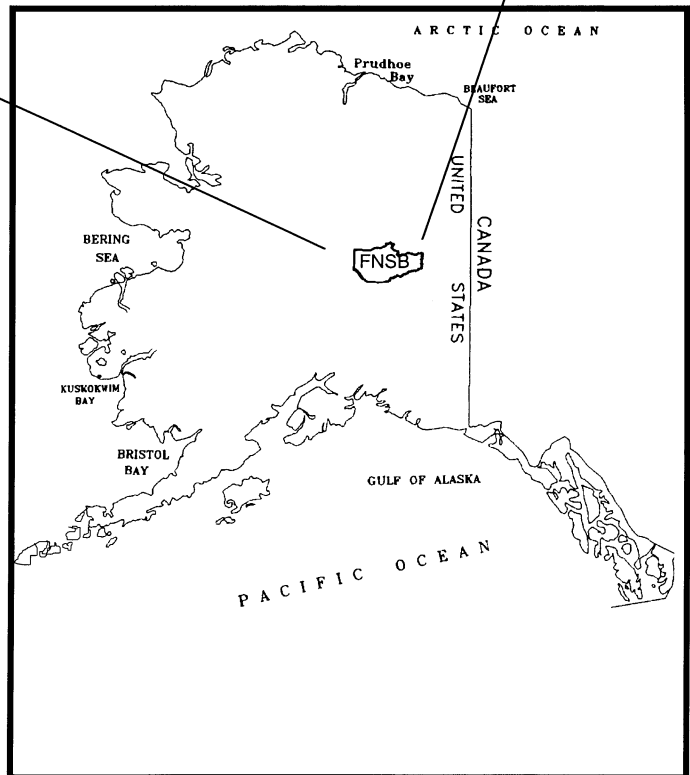 ARCTIC OCEAN
Prudhoe
Bay
BEAUFORT
SEA
UNITED STATES
CANADA
BERING
SEA
FNSB
KUSKOKWIM
BAY
BRISTOL
BAY
GULF OF ALASKA
PACIFIC OCEAN